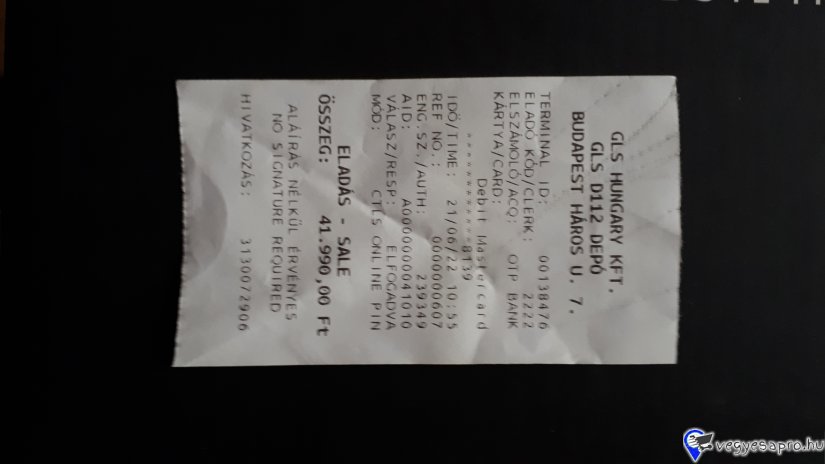 GLS HUNGARY KFT.
GLS D112 DEPÓ
BUDAPEST HÁROS U. 7.
TERMINAL ID: 00138476
ELADÓ KÓD/CLERK: 2222
ELSZÁMOLÓ/ACQ: OTP BANK
KÁRTYA/CARD:
Debit Mastercard
************8139
IDŐ/TIME: 21/06/22 10:55
REF NO.: 0000000607
ENG.SZ./AUTH: 239349
AID: A0000000041010
VÁLASZ/RESP: ELFOGADVA
MÓD: CTLS ONLINE PIN
ELADÁS - SALE
ÖSSZEG: 41.990,00 Ft
ALÁÍRÁS NÉLKÜL ÉRVÉNYES
NO SIGNATURE REQUIRED
HIVATKOZÁS: 3130072906
vegyesapro.hu